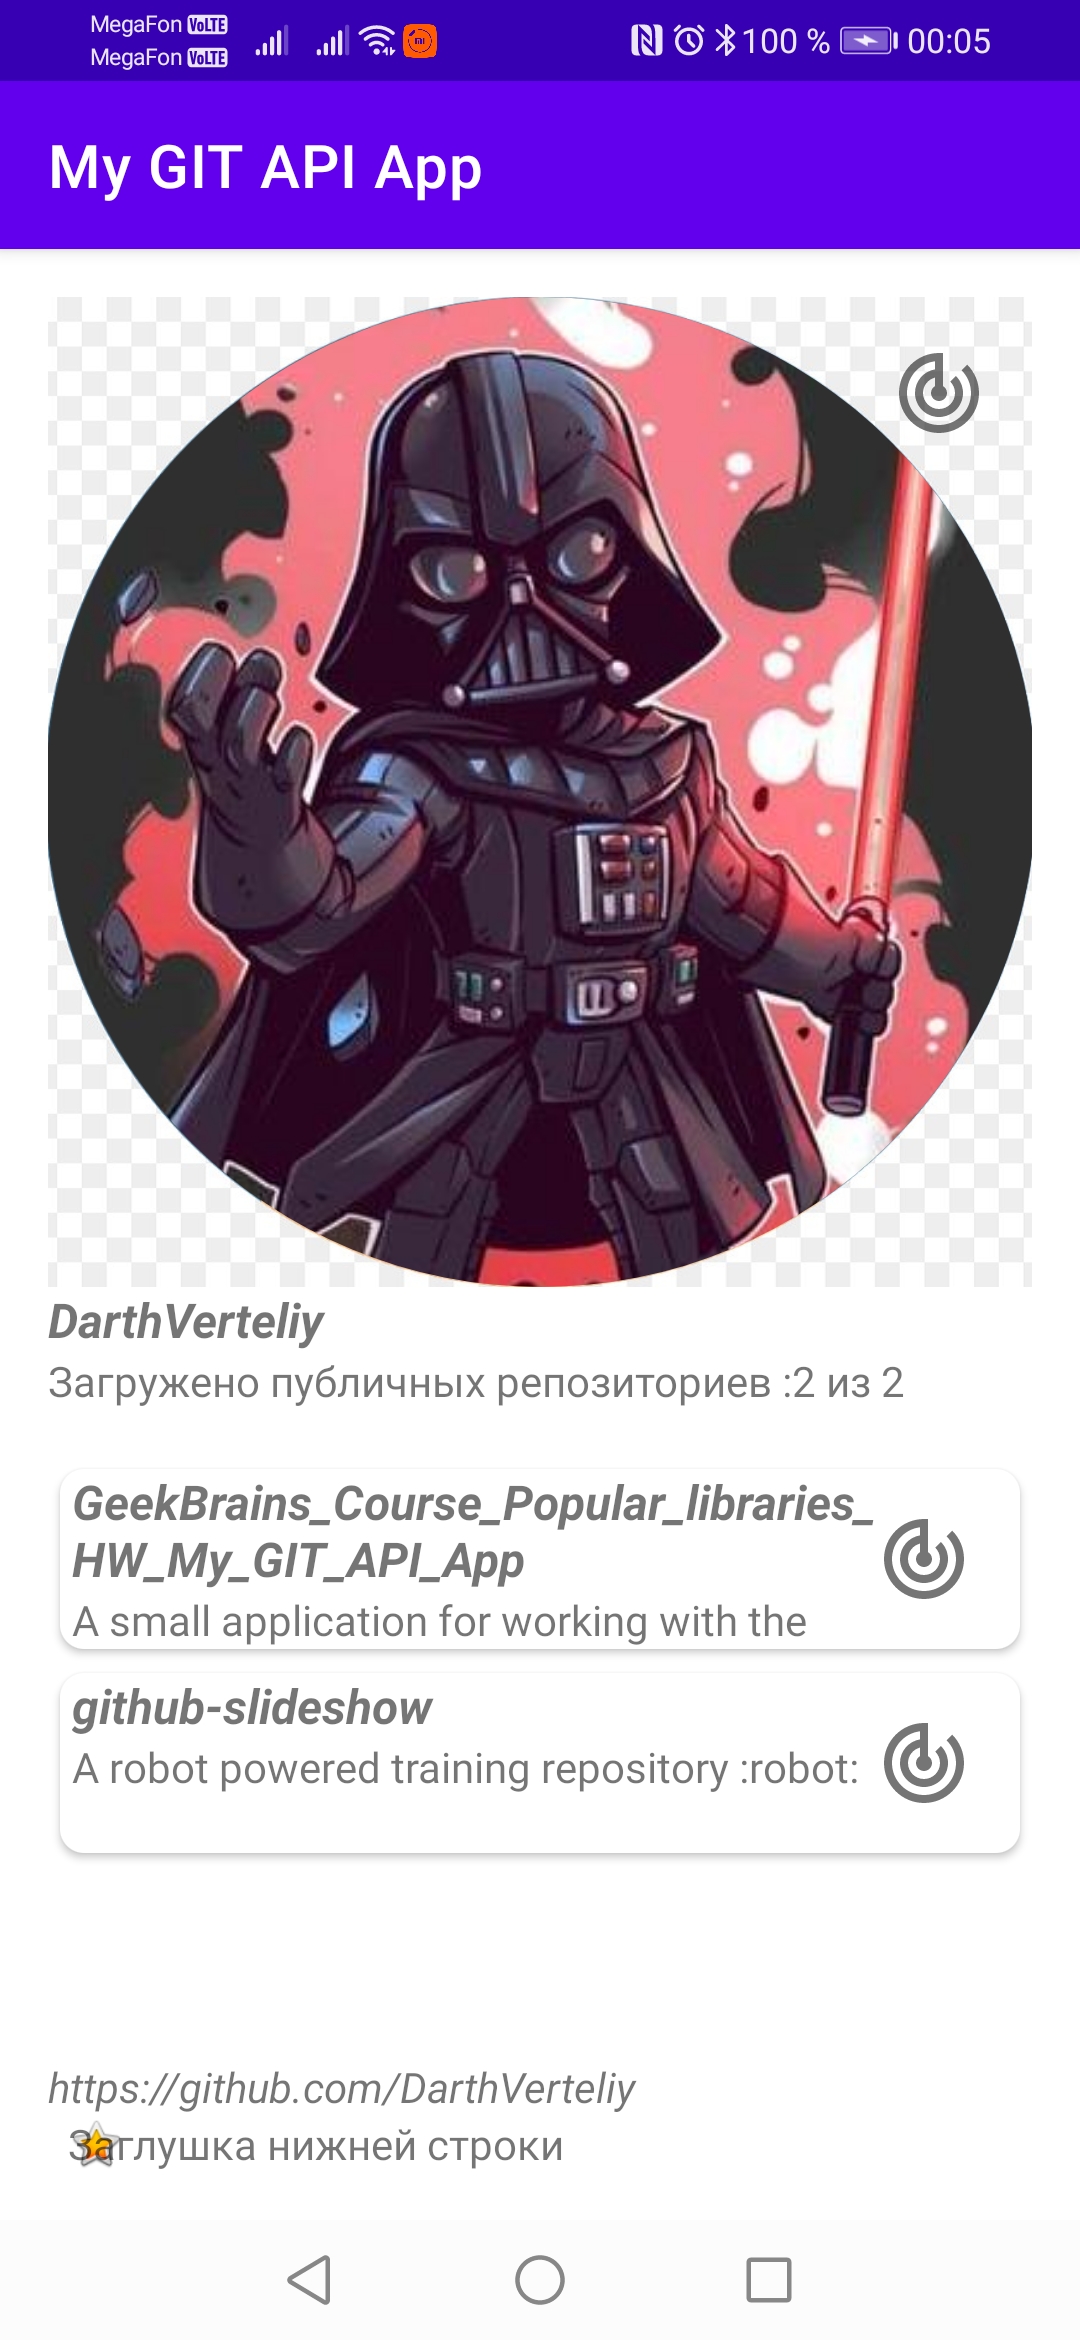 MegaFon VoLTE
MegaFon VoLTE
100 % 00:05
My GIT API App
DarthVerteliy
Загружено публичных репозиториев :2 из 2
GeekBrains_Course_Popular_libraries_
HW_My_GIT_API_App
A small application for working with the
github-slideshow
A robot powered training repository :robot:
https://github.com/DarthVerteliy
Заглушка нижней строки